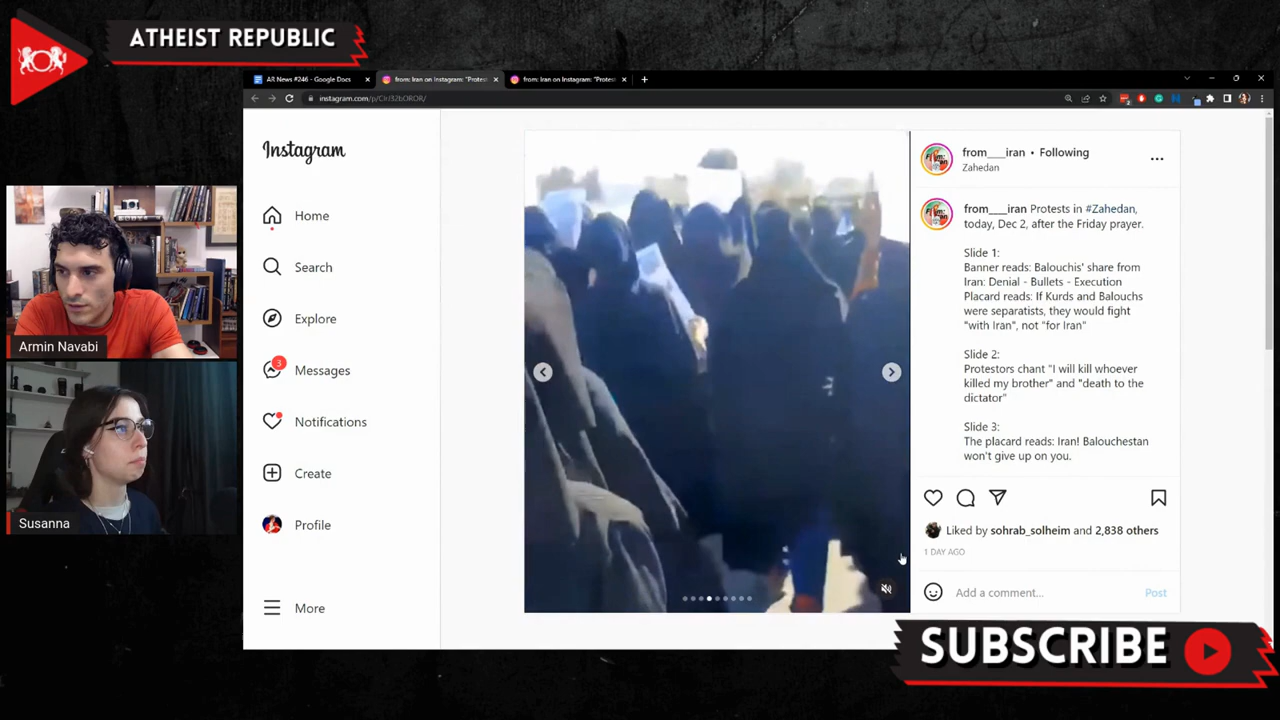 ATHEIST REPUBLIC
AR News #246 - Google Docs
from: Iran on Instagram: "Protest
from: Iran on Instagram: "Protest
Instagram
from___iran • Following
Zahedan
Home
Search
Explore
3
Messages
Notifications
Create
Profile
More
from___iran Protests in #Zahedan,
today, Dec 2, after the Friday prayer.
Slide 1:
Banner reads: Balouchis' share from
Iran: Denial - Bullets - Execution
Placard reads: If Kurds and Balouchs
were separatists, they would fight
"with Iran", not "for Iran"
Slide 2:
Protestors chant "I will kill whoever
killed my brother" and "death to the
dictator"
Slide 3:
The placard reads: Iran! Balouchestan
won't give up on you.
Liked by sohrab_solheim and 2,838 others
1 DAY AGO
Add a comment...
Post
Armin Navabi
Susanna
SUBSCRIBE